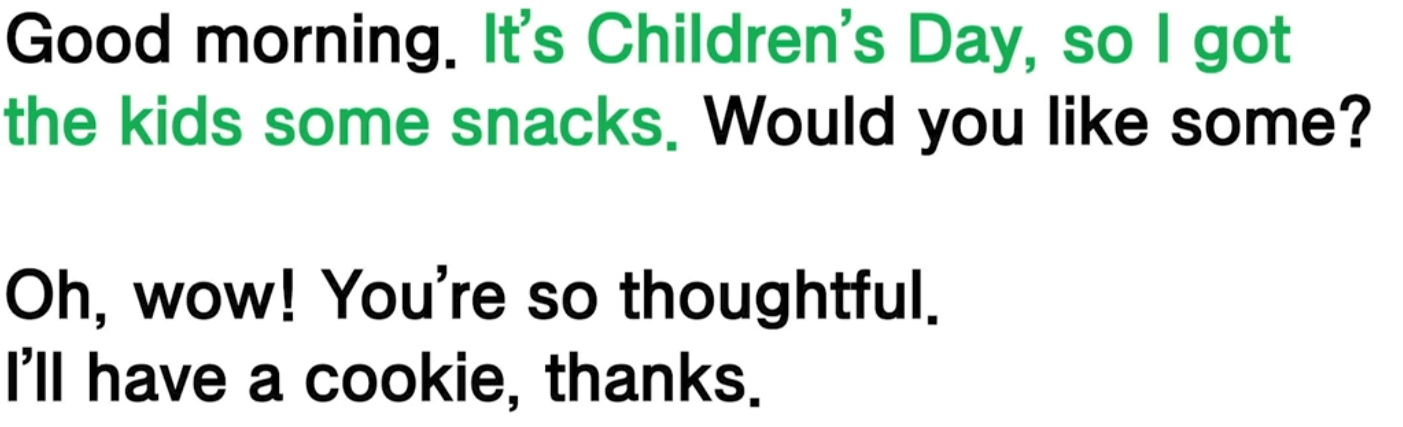 Good morning. It’s Children’s Day, so I got
the kids some snacks. Would you like some?
Oh, wow! You’re so thoughtful.
I’ll have a cookie, thanks.